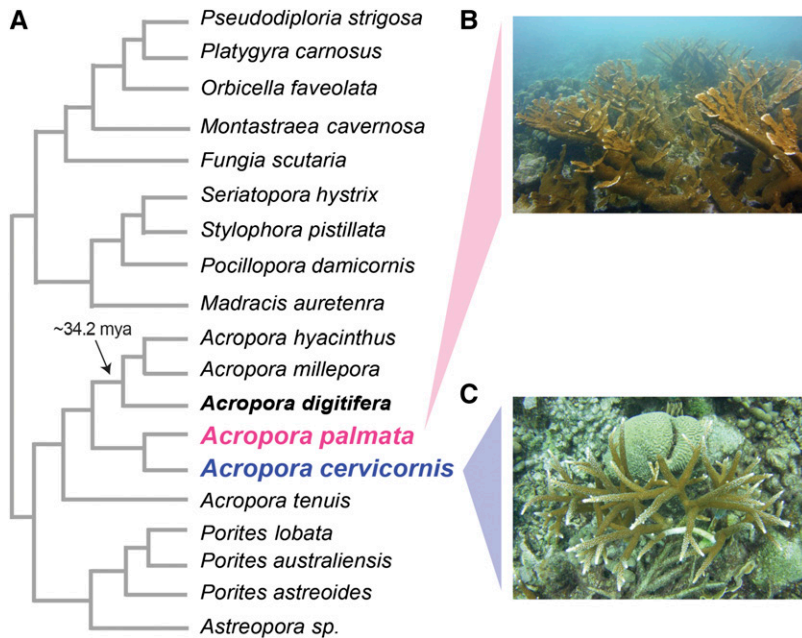 A
Pseudodiploria strigosa
Platygyra carnosus
Orbicella faveolata
Montastraea cavernosa
Fungia scutaria
Seriatopora hystrix
Stylophora pistillata
Pocillopora damicornis
Madracis auretenra
~34.2 mya
Acropora hyacinthus
Acropora millepora
Acropora digitifera
Acropora palmata
Acropora cervicornis
Acropora tenuis
Porites lobata
Porites australiensis
Porites astreoides
Astreopora sp.
B
C